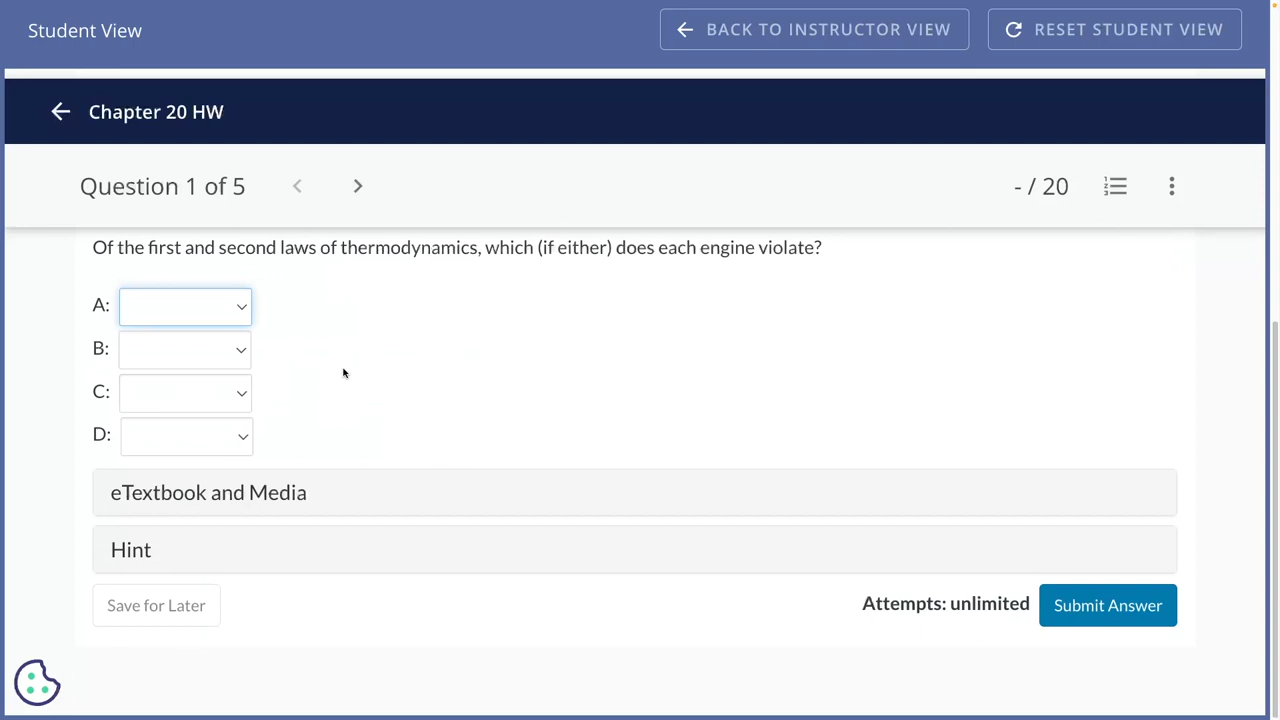 Student View
BACK TO INSTRUCTOR VIEW
RESET STUDENT VIEW
Chapter 20 HW
Question 1 of 5
- / 20
Of the first and second laws of thermodynamics, which (if either) does each engine violate?
A:
B:
C:
D:
eTextbook and Media
Hint
Save for Later
Attempts: unlimited
Submit Answer